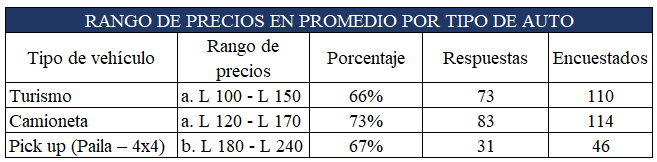 RANGO DE PRECIOS EN PROMEDIO POR TIPO DE AUTO
Tipo de vehículo Rango de precios Porcentaje Respuestas Encuestados
Turismo a. L 100 - L 150 66% 73 110
Camioneta a. L 120 - L 170 73% 83 114
Pick up (Paila – 4x4) b. L 180 - L 240 67% 31 46